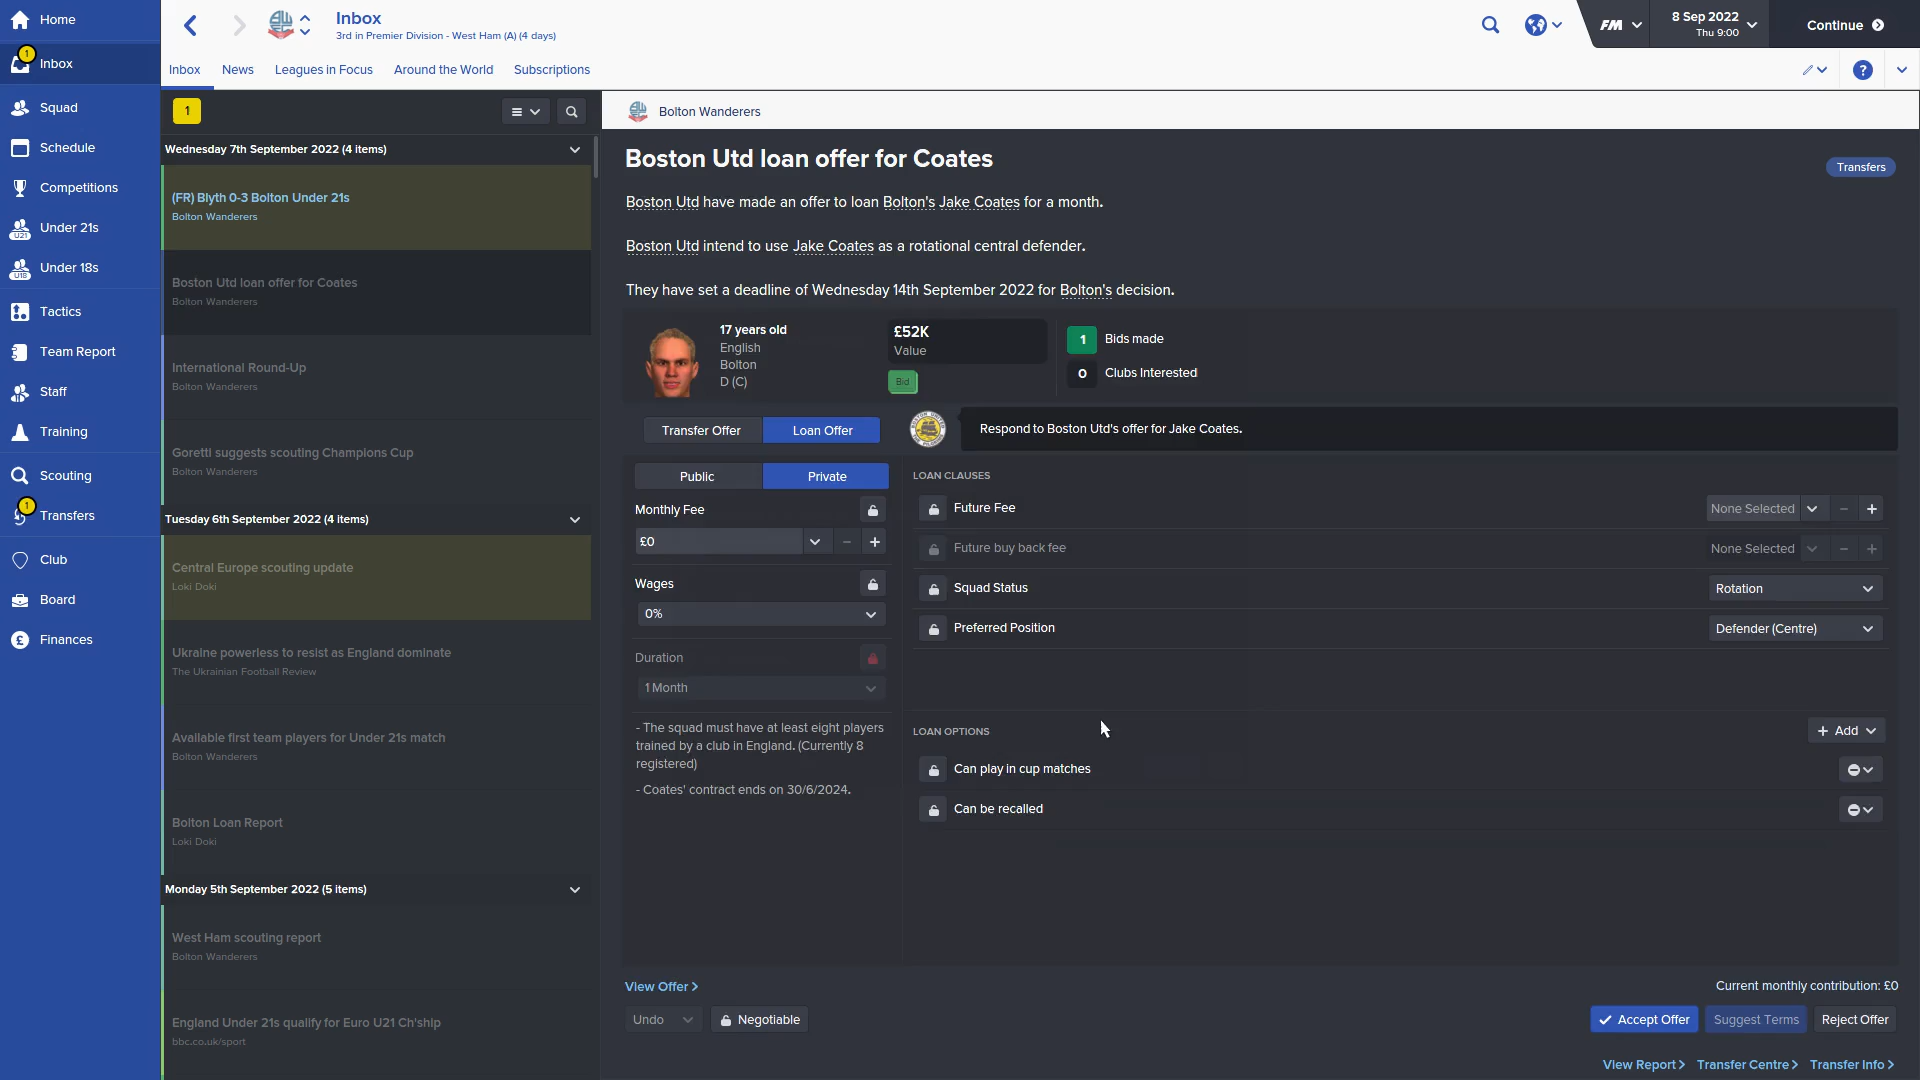 Home
1
Inbox
Squad
Schedule
Competitions
U21
Under 21s
U18
Under 18s
Tactics
Team Report
Staff
Training
Scouting
1
Transfers
Club
Board
Finances
Inbox
3rd in Premier Division - West Ham (A) (4 days)
FM
8 Sep 2022
Thu 9:00
Continue
Inbox
News
Leagues in Focus
Around the World
Subscriptions
?
1
Wednesday 7th September 2022 (4 items)
(FR) Blyth 0-3 Bolton Under 21s
Bolton Wanderers
Boston Utd loan offer for Coates
Bolton Wanderers
International Round-Up
Bolton Wanderers
Goretti suggests scouting Champions Cup
Bolton Wanderers
Tuesday 6th September 2022 (4 items)
Central Europe scouting update
Loki Doki
Ukraine powerless to resist as England dominate
The Ukrainian Football Review
Available first team players for Under 21s match
Bolton Wanderers
Bolton Loan Report
Loki Doki
Monday 5th September 2022 (5 items)
West Ham scouting report
Bolton Wanderers
England Under 21s qualify for Euro U21 Ch'ship
bbc.co.uk/sport
Bolton Wanderers
Boston Utd loan offer for Coates
Transfers
Boston Utd have made an offer to loan Bolton's Jake Coates for a month.
Boston Utd intend to use Jake Coates as a rotational central defender.
They have set a deadline of Wednesday 14th September 2022 for Bolton's decision.
17 years old
English
Bolton
D (C)
£52K
Value
Bid
1 Bids made
0 Clubs Interested
Transfer Offer
Loan Offer
Respond to Boston Utd's offer for Jake Coates.
Public
Private
Monthly Fee
£0
Wages
0%
Duration
1 Month
- The squad must have at least eight players
trained by a club in England. (Currently 8
registered)
- Coates' contract ends on 30/6/2024.
LOAN CLAUSES
Future Fee
None Selected
Future buy back fee
None Selected
Squad Status
Rotation
Preferred Position
Defender (Centre)
LOAN OPTIONS
Add
Can play in cup matches
Can be recalled
View Offer >
Current monthly contribution: £0
Undo
Negotiable
Accept Offer
Suggest Terms
Reject Offer
View Report >
Transfer Centre >
Transfer Info >